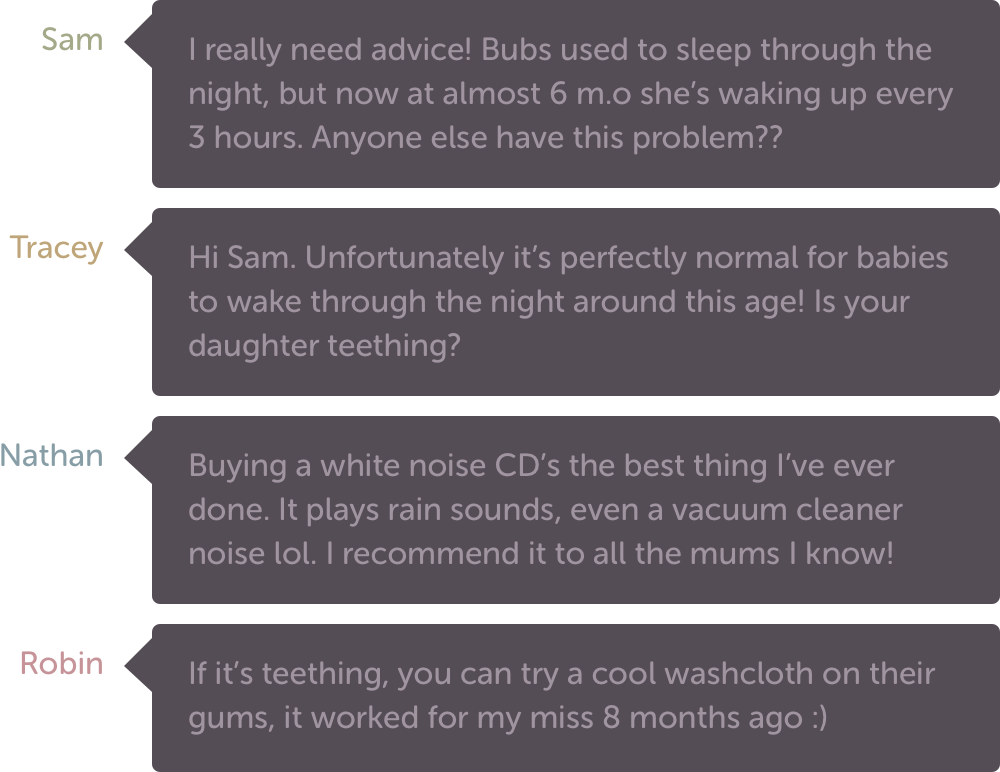 Sam
I really need advice! Bubs used to sleep through the
night, but now at almost 6 m.o she’s waking up every
3 hours. Anyone else have this problem??
Tracey
Hi Sam. Unfortunately it’s perfectly normal for babies
to wake through the night around this age! Is your
daughter teething?
Nathan
Buying a white noise CD’s the best thing I’ve ever
done. It plays rain sounds, even a vacuum cleaner
noise lol. I recommend it to all the mums I know!
Robin
If it’s teething, you can try a cool washcloth on their
gums, it worked for my miss 8 months ago :)